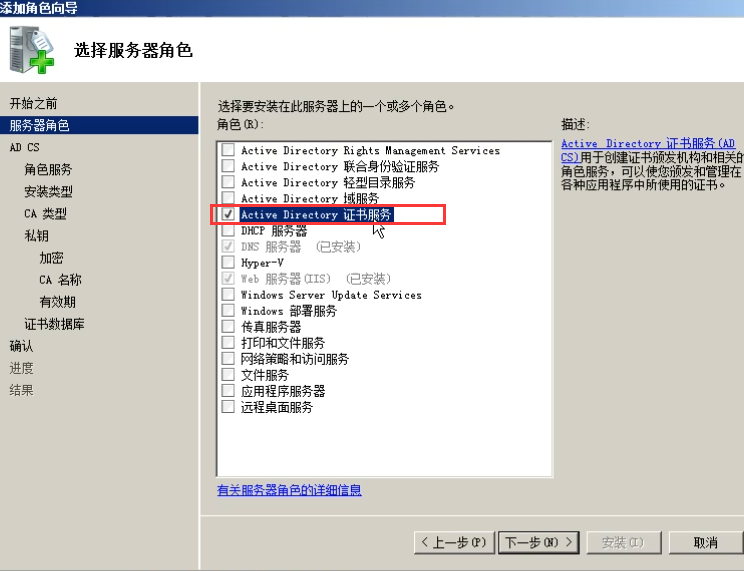 添加角色向导
选择服务器角色
开始之前
服务器角色
AD CS
角色服务
安装类型
CA 类型
私钥
加密
CA 名称
有效期
证书数据库
确认
进度
结果
选择要安装在此服务器上的一个或多个角色。
角色(R):
Active Directory Rights Management Services
Active Directory 联合身份验证服务
Active Directory 轻型目录服务
Active Directory 域服务
Active Directory 证书服务
DHCP 服务器
DNS 服务器 (已安装)
Hyper-V
Web 服务器(IIS) (已安装)
Windows Server Update Services
Windows 部署服务
传真服务器
打印和文件服务
网络策略和访问服务
文件服务
应用程序服务器
远程桌面服务
有关服务器角色的详细信息
描述:
Active Directory 证书服务(AD
CS)用于创建证书颁发机构和相关的
角色服务，可以使您颁发和管理在
各种应用程序中所使用的证书。
< 上一步(P)
下一步(N) >
安装(I)
取消